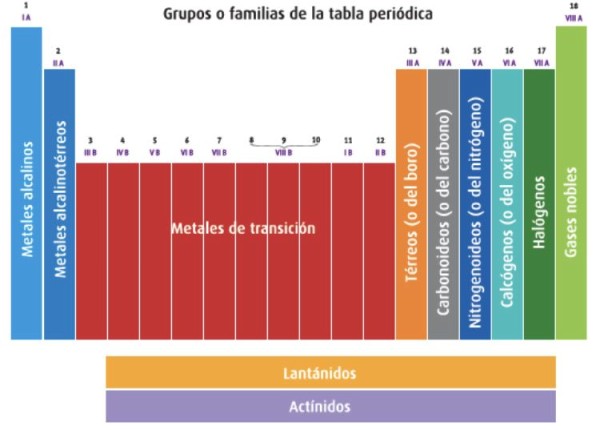 Grupos o familias de la tabla periódica
1
I A
2
II A
3
III B
4
IV B
5
V B
6
VI B
7
VII B
8 9 10
VIII B
11
I B
12
II B
13
III A
14
IV A
15
V A
16
VI A
17
VII A
18
VIII A
Metales alcalinos
Metales alcalinotérreos
Metales de transición
Térreos (o del boro)
Carbonoideos (o del carbono)
Nitrogenoideos (o del nitrógeno)
Calcógenos (o del oxígeno)
Halógenos
Gases nobles
Lantánidos
Actínidos